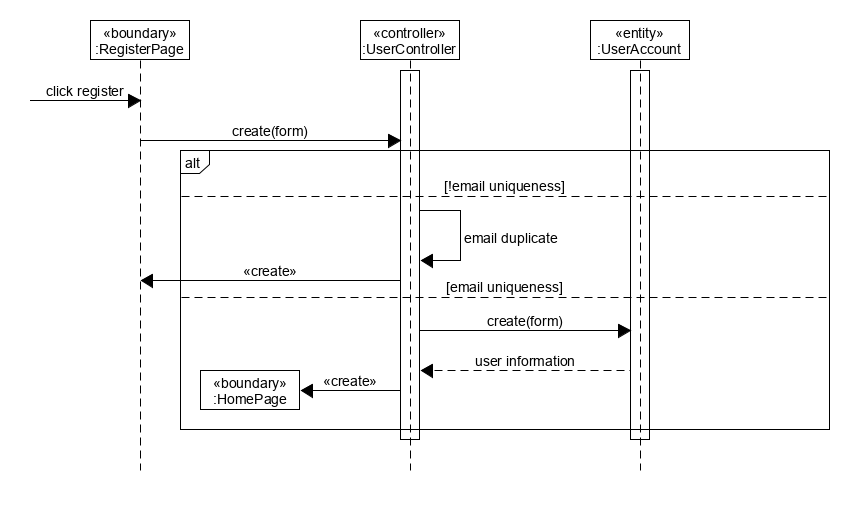 «boundary»
:RegisterPage
«controller»
:UserController
«entity»
:UserAccount
click register
create(form)
alt
[!email uniqueness]
email duplicate
«create»
[email uniqueness]
create(form)
user information
«boundary»
:HomePage
«create»